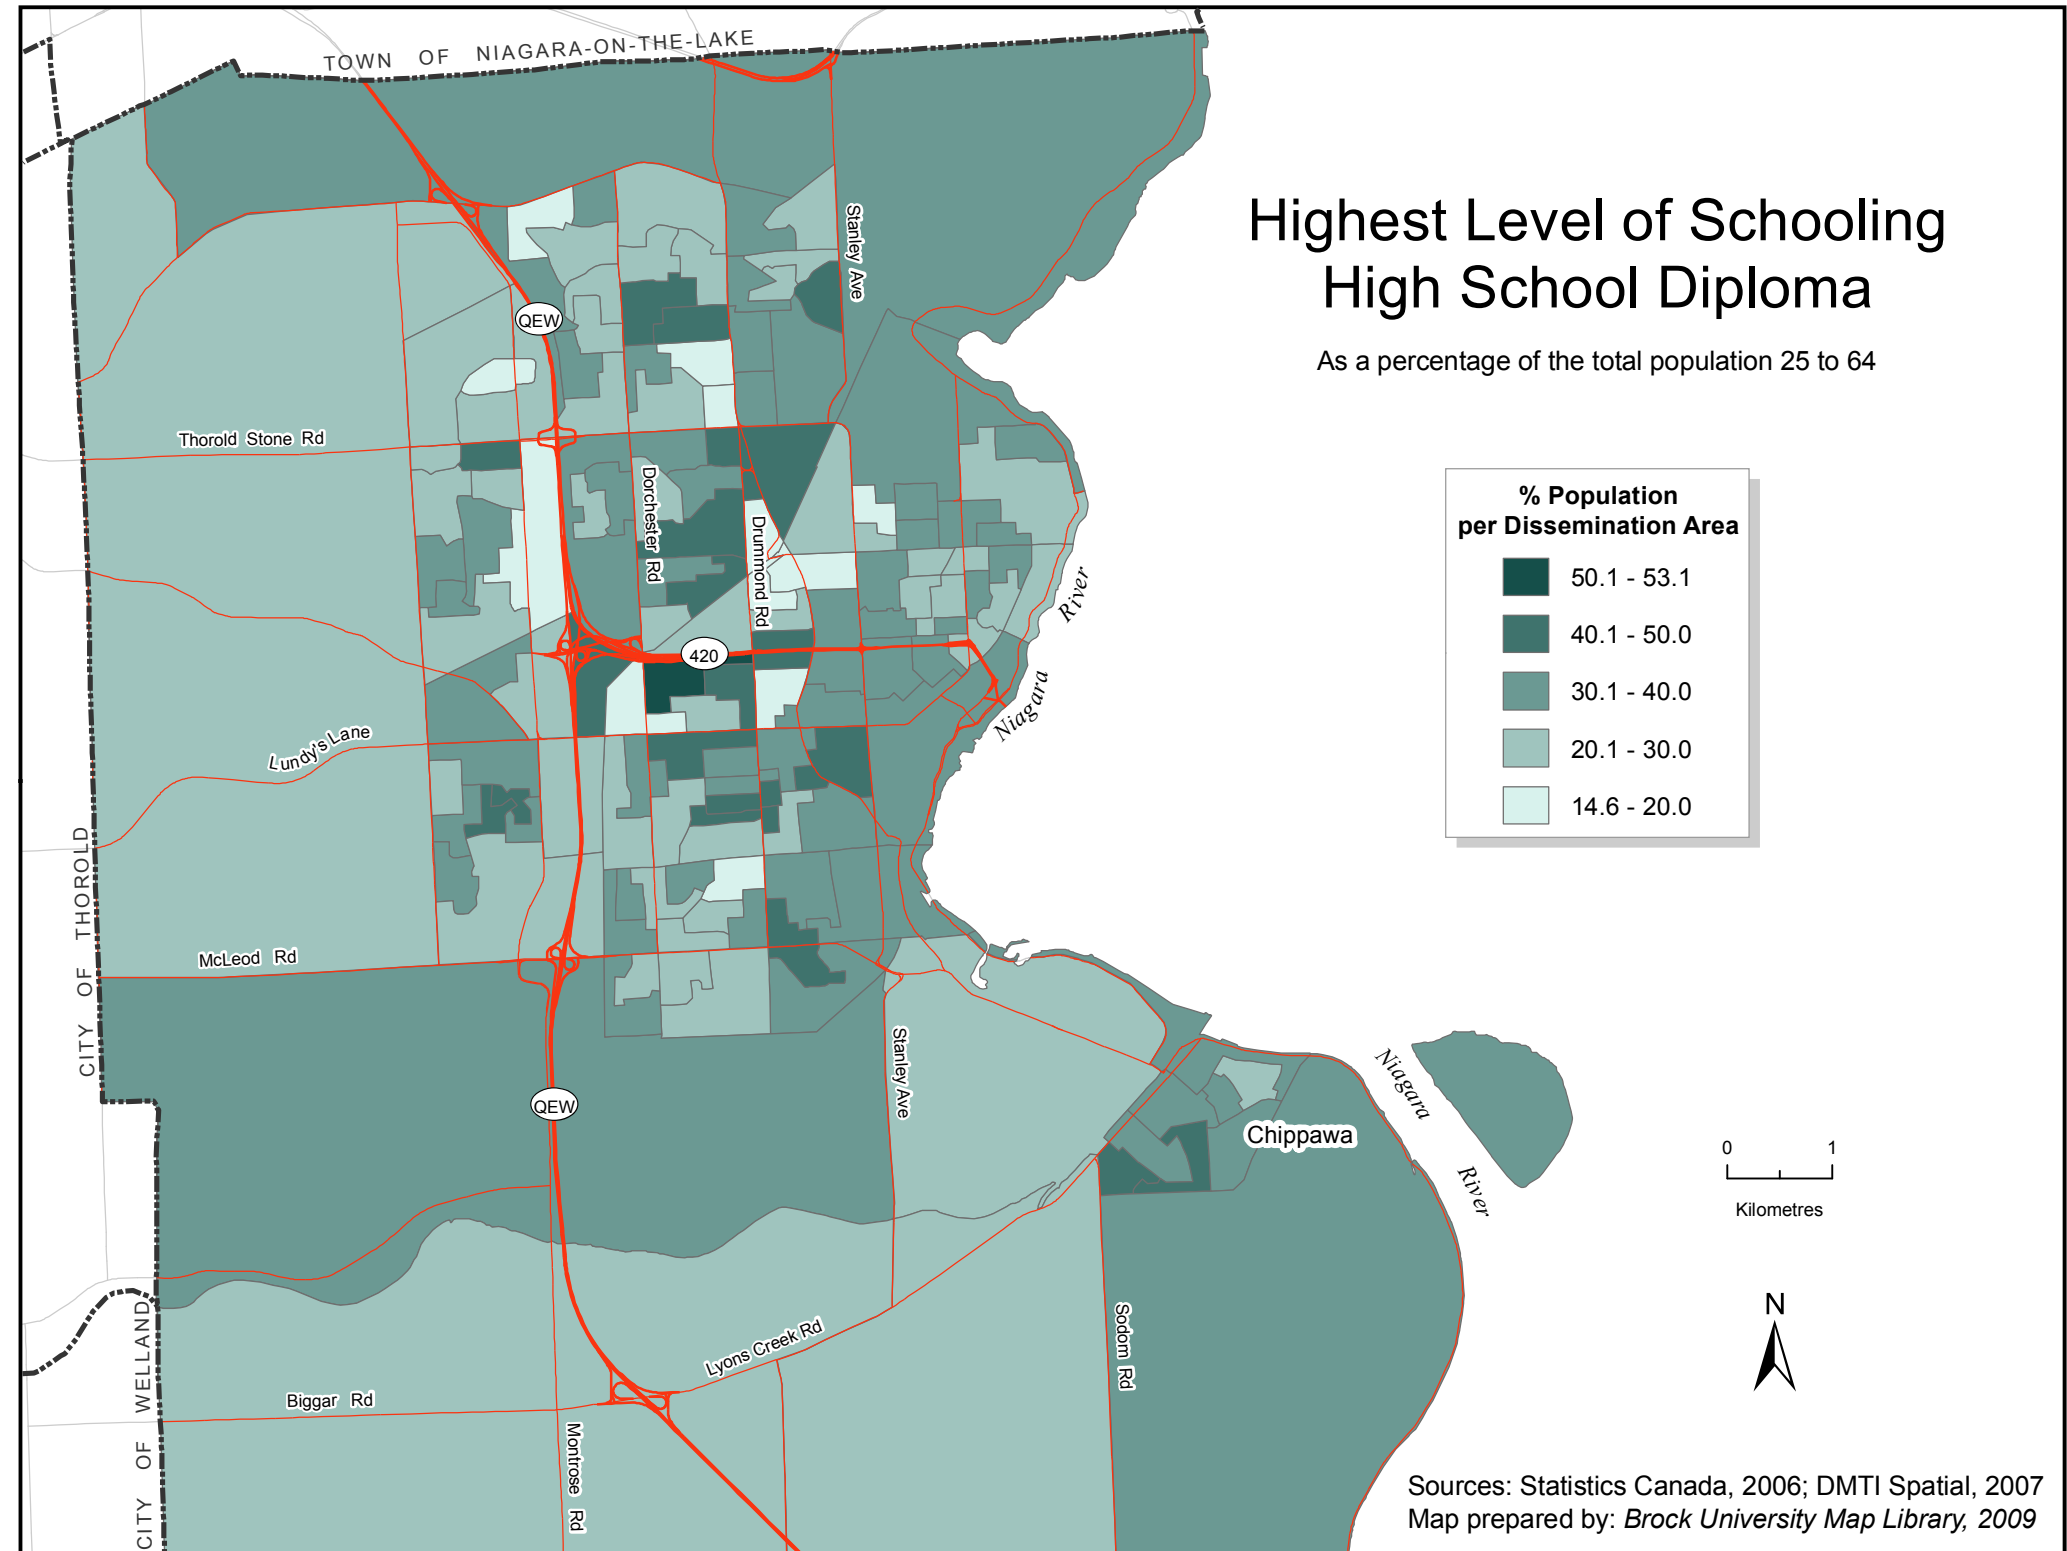 TOWN OF NIAGARA-ON-THE-LAKE
Highest Level of Schooling
High School Diploma
As a percentage of the total population 25 to 64
% Population
per Dissemination Area
50.1 - 53.1
40.1 - 50.0
30.1 - 40.0
20.1 - 30.0
14.6 - 20.0
Stanley Ave
QEW
Thorold Stone Rd
Dorchester Rd
Drummond Rd
Niagara River
420
Lundy's Lane
CITY OF THOROLD
McLeod Rd
Stanley Ave
QEW
Chippawa
Niagara River
0 1
Kilometres
N
CITY OF WELLAND
Lyons Creek Rd
Sodom Rd
Biggar Rd
Montrose Rd
Sources: Statistics Canada, 2006; DMTI Spatial, 2007
Map prepared by: Brock University Map Library, 2009